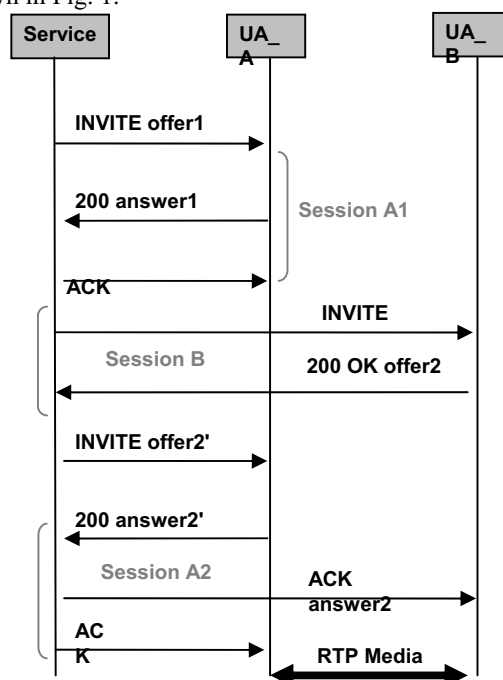 Service
UA_
A
UA_
B
INVITE offer1
200 answer1
Session A1
ACK
INVITE
Session B
200 OK offer2
INVITE offer2'
200 answer2'
Session A2
ACK
answer2
AC
K
RTP Media